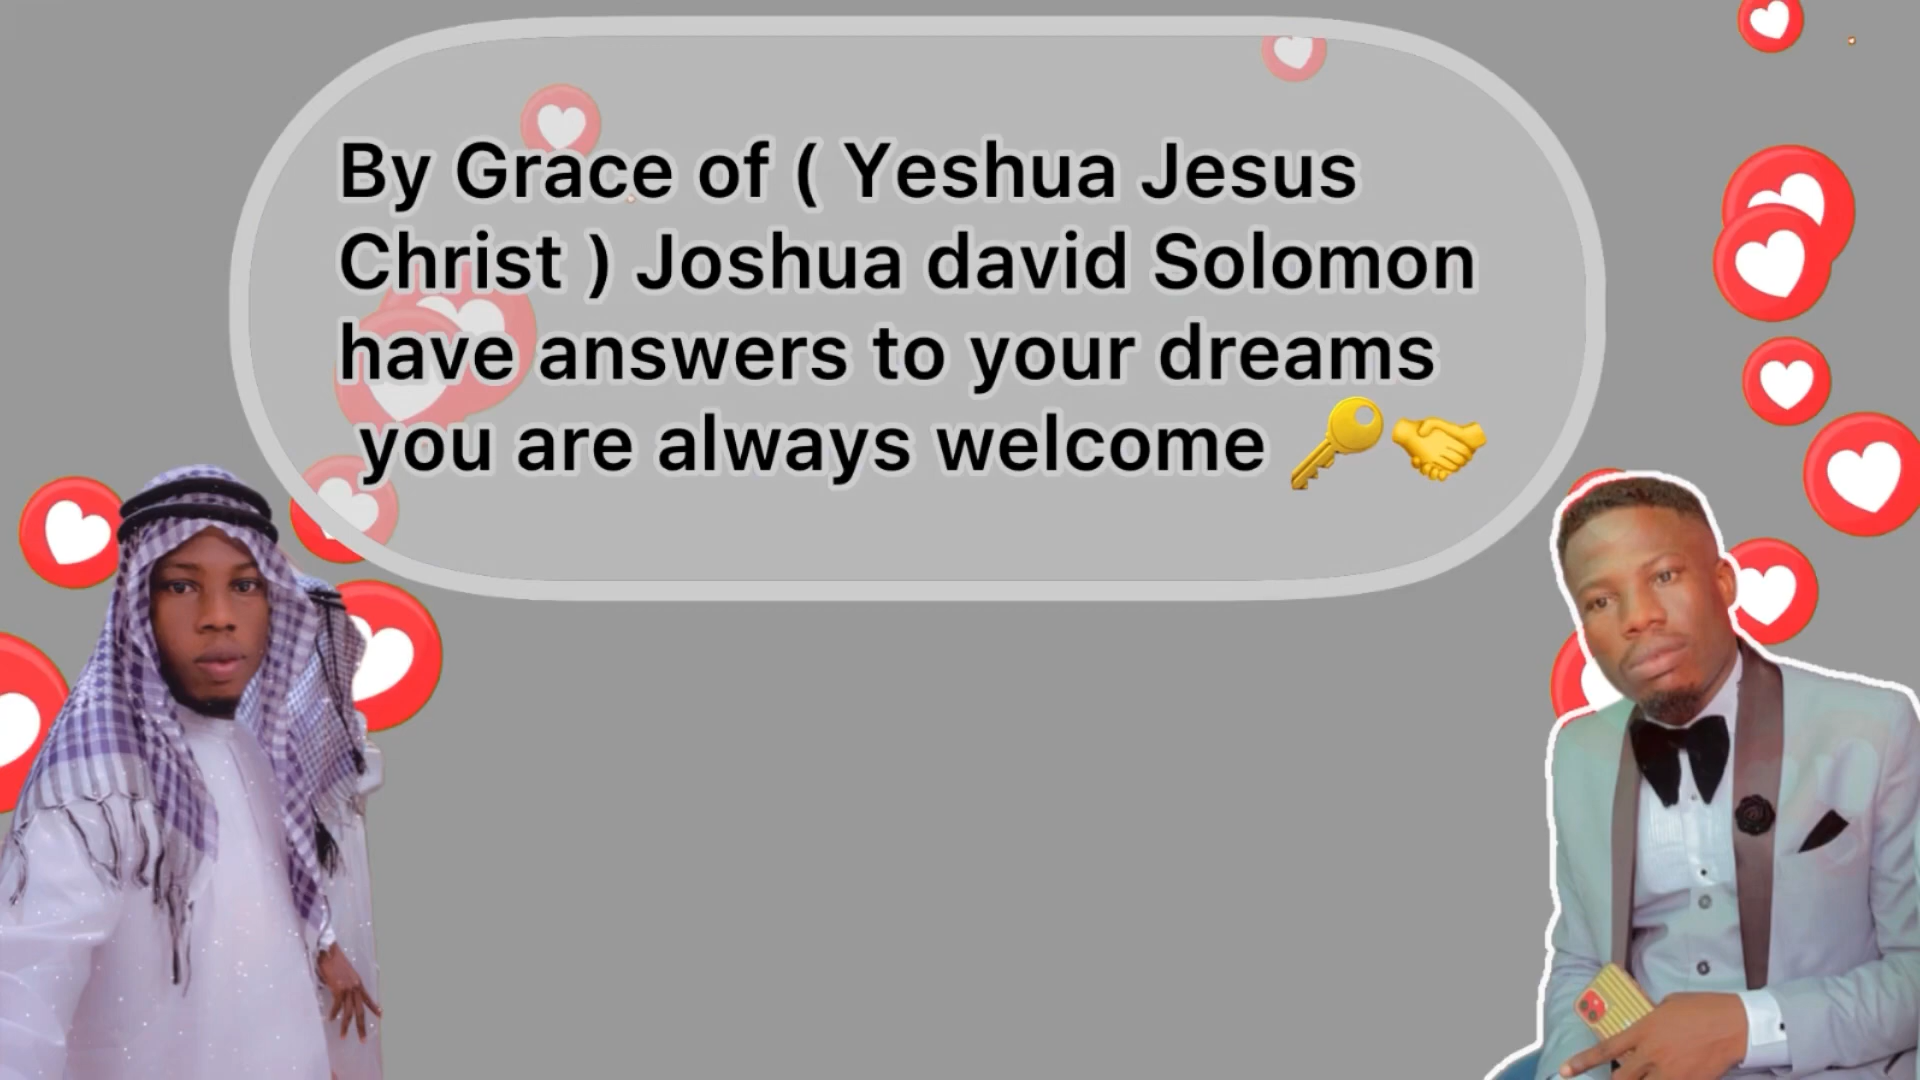 By Grace of ( Yeshua Jesus
Christ ) Joshua david Solomon
have answers to your dreams
you are always welcome 🔑🤝